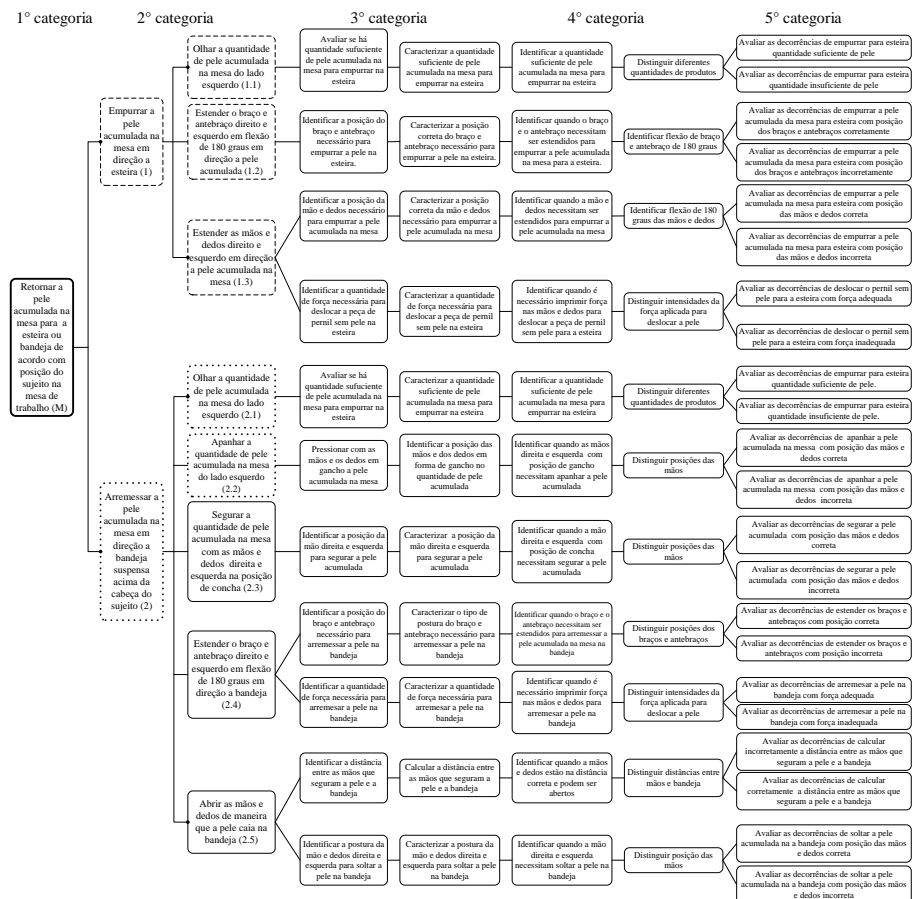 1° categoria
2° categoria
3° categoria
4° categoria
5° categoria
Retornar a
pele
acumulada na
mesa para a
esteira ou
bandeja de
acordo com
posição do
sujeito na
mesa de
trabalho (M)
Empurrar a
pele
acumulada na
mesa em
direção a
esteira (1)
Olhar a quantidade
de pele acumulada
na mesa do lado
esquerdo (1.1)
Avaliar se há
quantidade sufuciente
de pele acumulada na
mesa para empurrar na
esteira
Caracterizar a quantidade
suficiente de pele
acumulada na mesa para
empurrar na esteira
Identificar a quantidade
suficiente de pele
acumulada na mesa para
empurrar na esteira
Distinguir diferentes
quantidades de produtos
Avaliar as decorrências de empurrar para esteira
quantidade suficiente de pele
Avaliar as decorrências de empurrar para esteira
quantidade insuficiente de pele
Estender o braço e
antebraço direito e
esquerdo em flexão
de 180 graus em
direção a pele
acumulada (1.2)
Identificar a posição do
braço e antebraço
necessário para
empurrar a pele na
esteira.
Caracterizar a posição
correta do braço e
antebraço necessário para
empurrar a pele na esteira.
Identificar quando o braço
e o antebraço necessitam
ser estendidos para
empurrar a pele acumulada
na mesa para a esteira.
Identificar flexão de braço
e antebraço de 180 graus
Avaliar as decorrências de empurrar a pele
acumulada da mesa para esteira com posição
dos braços e antebraços corretamente
Avaliar as decorrências de empurrar a pele
acumulada da mesa para esteira com posição
dos braços e antebraços incorretamente
Estender as mãos e
dedos direito e
esquerdo em direção
a pele acumulada na
mesa (1.3)
Identificar a posição da
mão e dedos necessário
para empurrar a pele
acumulada na mesa
Caracterizar a posição
correta da mão e dedos
necessário para empurrar a
pele acumulada na mesa
Identificar quando a mão e
dedos necessitam ser
estendidos para empurrar a
pele acumulada na mesa
Identificar flexão de 180
graus das mãos e dedos
Avaliar as decorrências de empurrar a pele
acumulada na mesa para esteira com posição
das mãos e dedos correta
Avaliar as decorrências de empurrar a pele
acumulada na mesa para esteira com posição
das mãos e dedos incorreta
Identificar a quantidade
de força necessária para
deslocar a peça de
pernil sem pele na
esteira
Caracterizar a quantidade
de força necessária para
deslocar a peça de pernil
sem pele na esteira
Identificar quando é
necessário imprimir força
nas mãos e dedos para
deslocar a peça de pernil
sem pele para a esteira
Distinguir intensidades da
força aplicada para
deslocar a pele
Avaliar as decorrências de deslocar o pernil sem
pele para a esteira com força adequada
Avaliar as decorrências de deslocar o pernil sem
pele para a esteira com força inadequada
Arremessar a
pele
acumulada na
mesa em
direção a
bandeja
suspensa
acima da
cabeça do
sujeito (2)
Olhar a quantidade
de pele acumulada
na mesa do lado
esquerdo (2.1)
Avaliar se há
quantidade sufuciente
de pele acumulada na
mesa para empurrar na
esteira
Caracterizar a quantidade
suficiente de pele
acumulada na mesa para
empurrar na esteira
Identificar a quantidade
suficiente de pele
acumulada na mesa para
empurrar na esteira
Distinguir diferentes
quantidades de produtos
Avaliar as decorrências de empurrar para esteira
quantidade suficiente de pele.
Avaliar as decorrências de empurrar para esteira
quantidade insuficiente de pele.
Apanhar a
quantidade de pele
acumulada na mesa
do lado esquerdo
(2.2)
Pressionar com as
mãos e os dedos em
gancho a pele
acumulada na mesa
Identificar a posição das
mãos e dos dedos em
forma de gancho no
quantidade de pele
acumulada
Identificar quando as mãos
direita e esquerda com
posição de gancho
necessitam apanhar a pele
acumulada
Distinguir posições das
mãos
Avaliar as decorrências de apanhar a pele
acumulada na messa com posição das mãos e
dedos correta
Avaliar as decorrências de apanhar a pele
acumulada na messa com posição das mãos e
dedos incorreta
Segurar a
quantidade de pele
acumulada na mesa
com as mãos e
dedos direita e
esquerda na posição
de concha (2.3)
Identificar a posição da
mão direita e esquerda
para segurar a pele
acumulada
Caracterizar a posição da
mão direita e esquerda para
segurar a pele acumulada
Identificar quando a mão
direita e esquerda com
posição de concha
necessitam segurar a pele
acumulada
Distinguir posições das
mãos
Avaliar as decorrências de segurar a pele
acumulada com posição das mãos e dedos
correta
Avaliar as decorrências de segurar a pele
acumulada com posição das mãos e dedos
incorreta
Estender o braço e
antebraço direito e
esquerdo em flexão
de 180 graus em
direção a bandeja
(2.4)
Identificar a posição do
braço e antebraço
necessário para
arremessar a pele na
bandeja
Caracterizar o tipo de
postura do braço e
antebraço necessário para
arremessar a pele na
bandeja
Identificar quando o braço e o
antebraço necessitam ser
estendidos para arremessar a
pele acumulada na mesa na
bandeja
Distinguir posições dos
braços e antebraços
Avaliar as decorrências de estender os braços e
antebraços com posição correta
Avaliar as decorrências de estender os braços e
antebraços com posição incorreta
Identificar a quantidade
de força necessária para
arremesar a pele na
bandeja
Caracterizar a quantidade
de força necessária para
arremesar a pele na
bandeja
Identificar quando é
necessário imprimir força
nas mãos e dedos para
arremesar a pele na
bandeja
Distinguir intensidades da
força aplicada para
deslocar a pele
Avaliar as decorrências de arremesar a pele na
bandeja com força adequada
Avaliar as decorrências de arremesar a pele na
bandeja com força inadequada
Abrir as mãos e
dedos de maneira
que a pele caia na
bandeja (2.5)
Identificar a distância
entre as mãos que
seguram a pele e a
bandeja
Calcular a distância entre
as mãos que seguram a
pele e a bandeja
Identificar quando a mãos
e dedos estão na distância
correta e podem ser
abertos
Distinguir distâncias entre
mãos e bandeja
Avaliar as decorrências de calcular
incorretamente a distância entre as mãos que
seguram a pele e a bandeja
Avaliar as decorrências de calcular
corretamente a distância entre as mãos que
seguram a pele e a bandeja
Identificar a postura da
mão e dedos direita e
esquerda para soltar a
pele na bandeja
Caracterizar a postura da
mão e dedos direita e
esquerda para soltar a pele
na bandeja
Identificar quando a mão
direita e esquerda
necessitam soltar a pele na
bandeja
Distinguir posição das
mãos
Avaliar as decorrências de soltar a pele
acumulada na a bandeja com posição das mãos
e dedos correta
Avaliar as decorrências de soltar a pele
acumulada na a bandeja com posição das mãos
e dedos incorreta